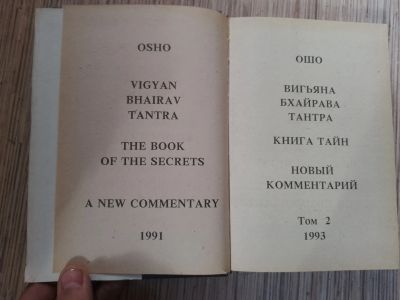 OSHO
VIGYAN
BHAIRAV
TANTRA
THE BOOK
OF THE SECRETS
A NEW COMMENTARY
1991
ОШО
ВИГЬЯНА
БХАЙРАВА
ТАНТРА
КНИГА ТАЙН
НОВЫЙ
КОММЕНТАРИЙ
Том 2
1993